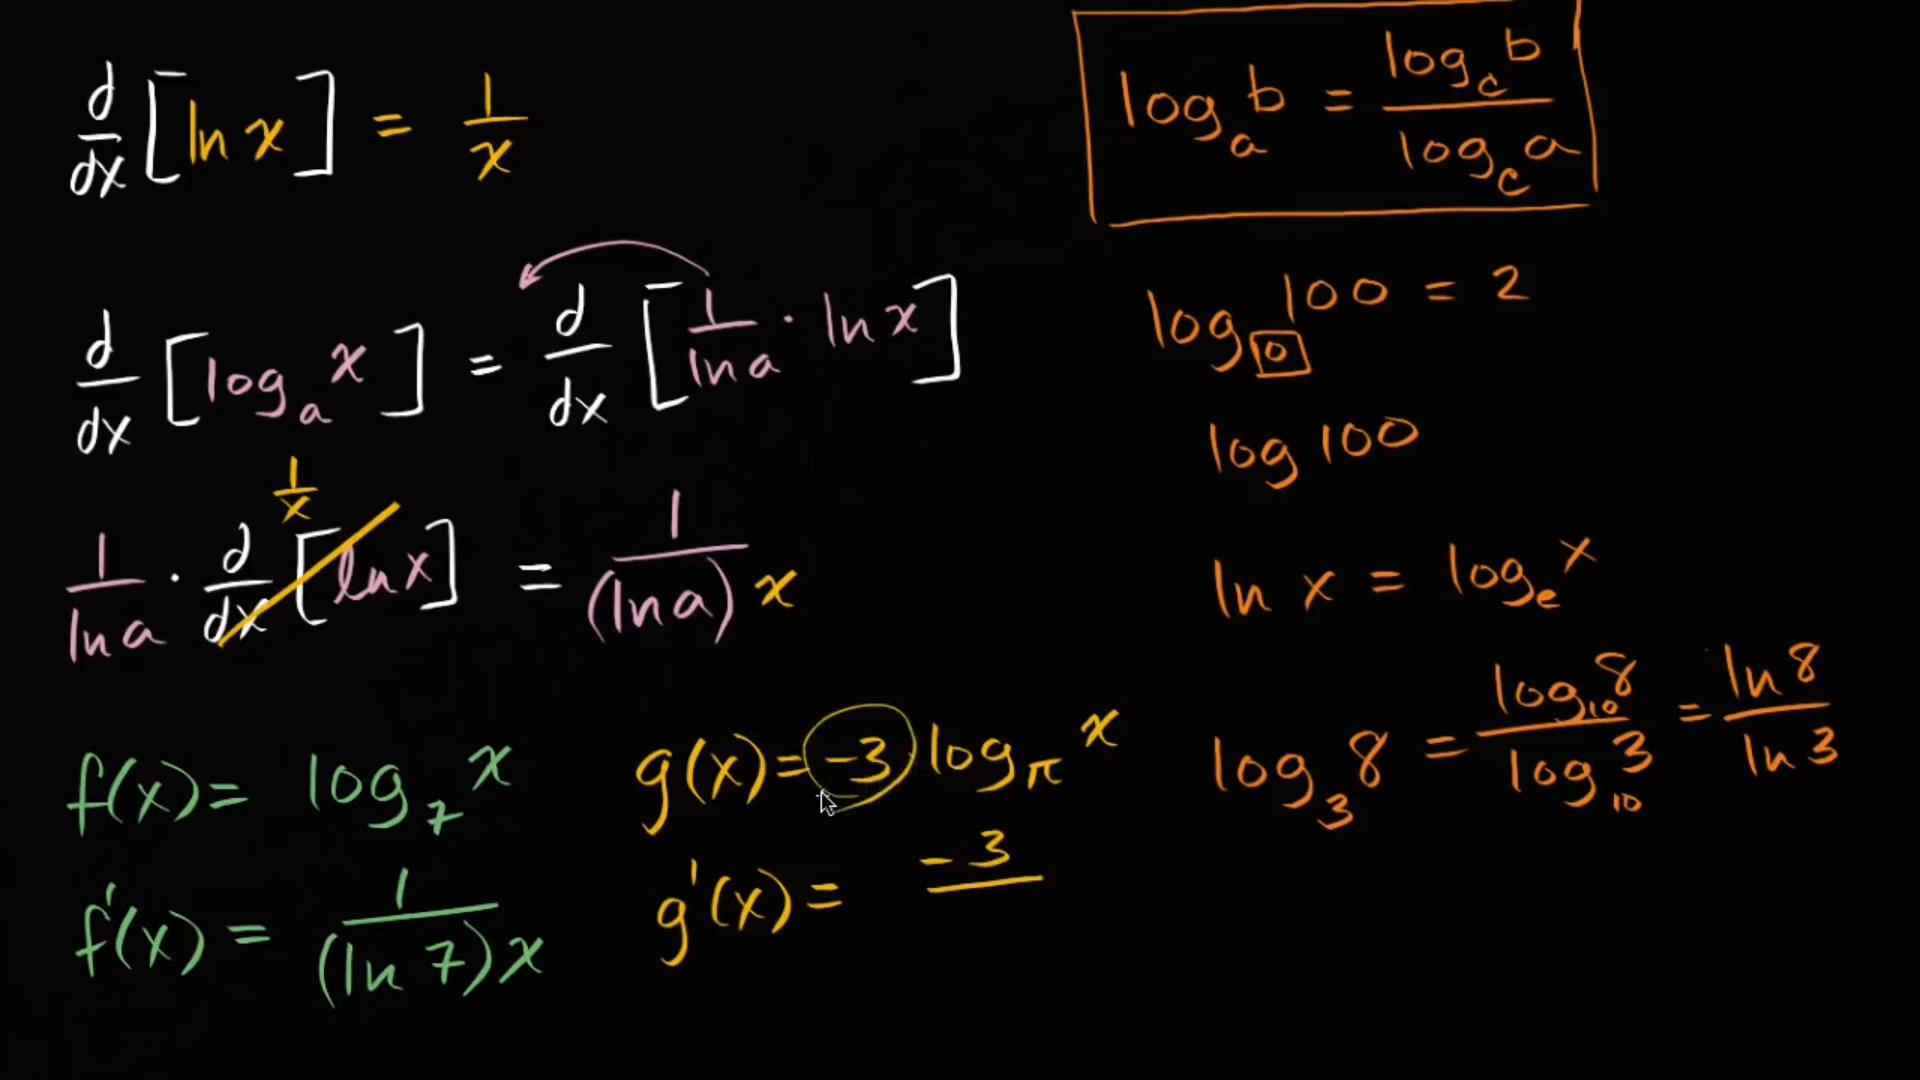 d/dx [ln x] = 1/x
d/dx [log_a x] = d/dx [1/ln a · ln x]
1/x
1/ln a · d/dx [ln x] = 1/(ln a) x
f(x) = log_7 x
f'(x) = 1/(ln 7)x
g(x) = -3 log_π x
g'(x) = -3/
log_a b = log_c b/log_c a
log_10 100 = 2
log 100
ln x = log_e x
log_3 8 = log_10 8/log_10 3 = ln 8/ln 3